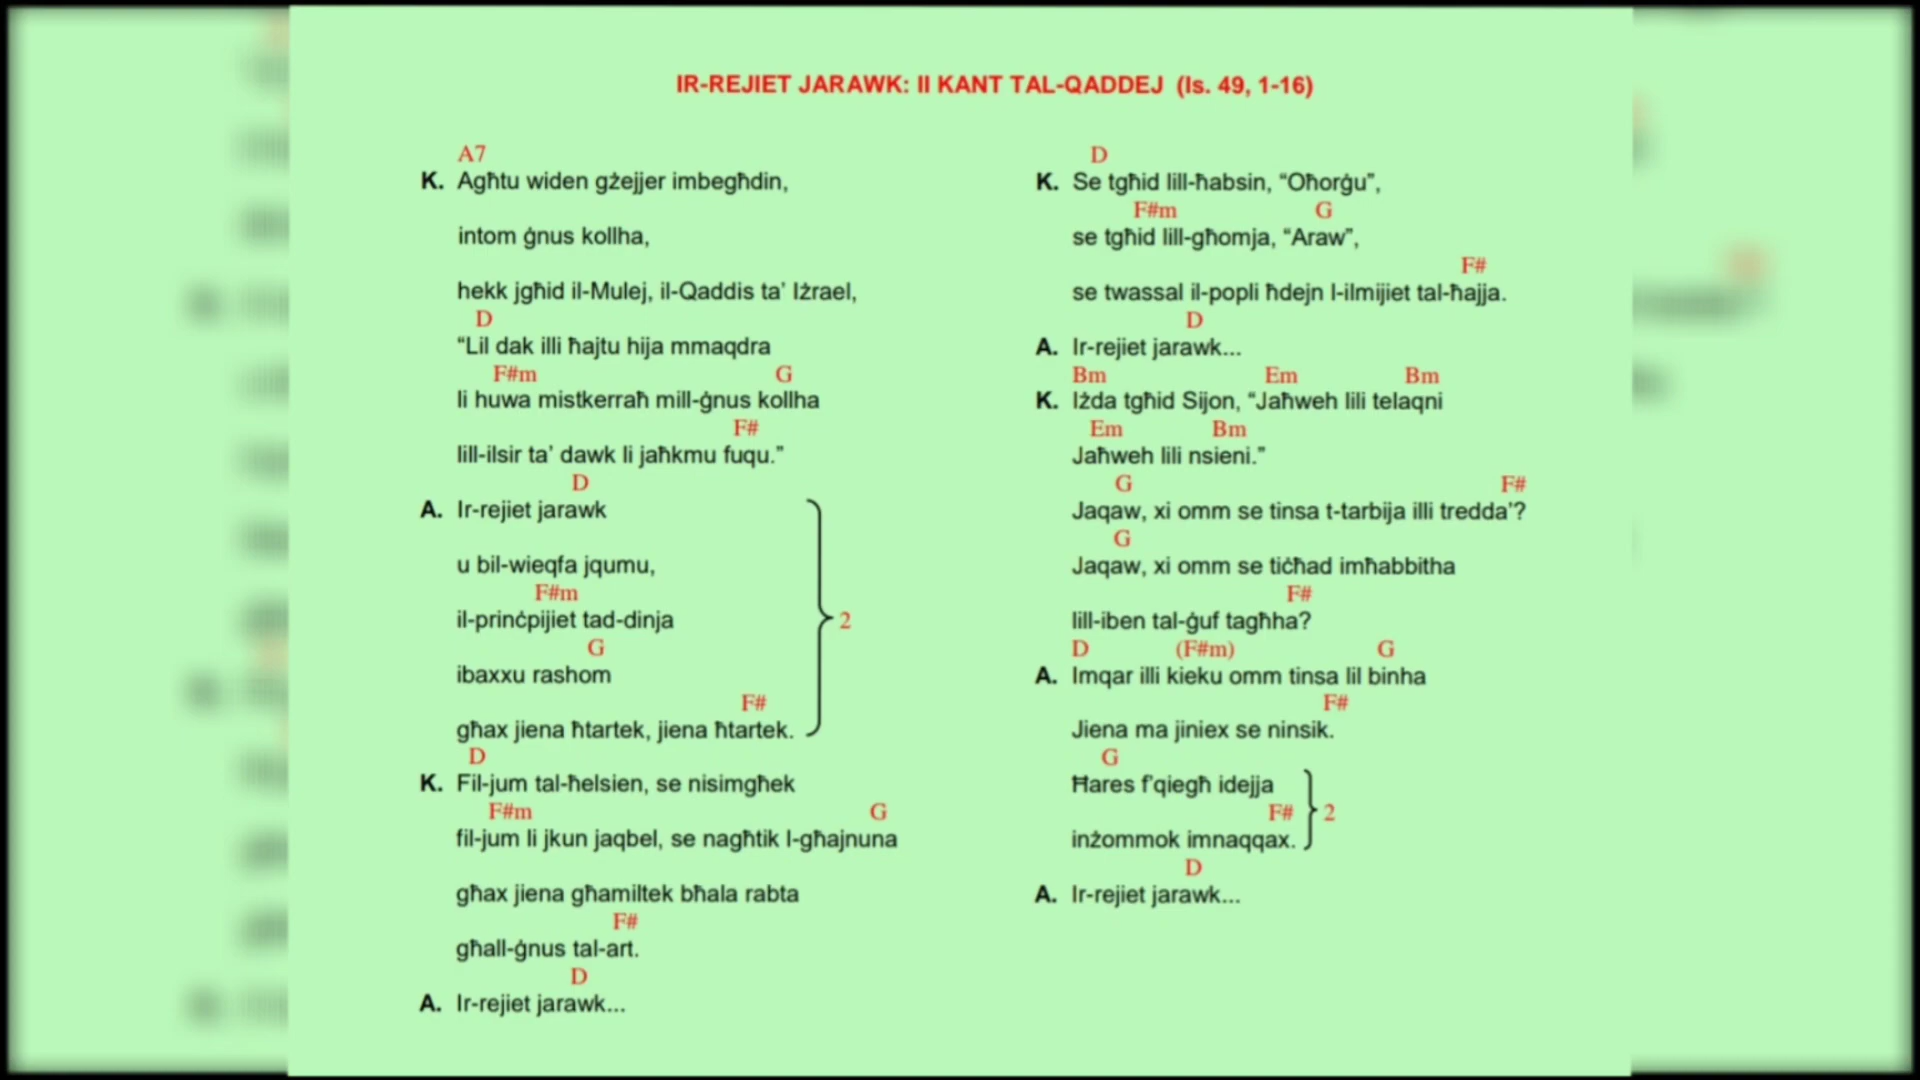 IR-REJIET JARAWK: II KANT TAL-QADDEJ (Is. 49, 1-16)
A7
K. Agħtu widen gżejjer imbegħdin,
intom ġnus kollha,
hekk jgħid il-Mulej, il-Qaddis ta’ Iżrael,
D
“Lil dak illi ħajtu hija mmaqdra
F#m G
li huwa mistkerraħ mill-ġnus kollha
F#
lill-ilsir ta’ dawk li jaħkmu fuqu.”
D
A. Ir-rejiet jarawk
u bil-wieqfa jqumu,
F#m
il-prinċpijiet tad-dinja
2
G
ibaxxu rashom
F#
għax jiena ħtartek, jiena ħtartek.
D
K. Fil-jum tal-ħelsien, se nisimgħek
F#m G
fil-jum li jkun jaqbel, se nagħtik l-għajnuna
għax jiena għamiltek bħala rabta
F#
għall-ġnus tal-art.
D
A. Ir-rejiet jarawk...
D
K. Se tgħid lill-ħabsin, “Oħorġu”,
F#m G
se tgħid lill-għomja, “Araw”,
F#
se twassal il-popli ħdejn l-ilmijiet tal-ħajja.
D
A. Ir-rejiet jarawk...
Bm Em Bm
K. Iżda tgħid Sijon, “Jaħweh lili telaqni
Em Bm
Jaħweh lili nsieni.”
G F#
Jaqaw, xi omm se tinsa t-tarbija illi tredda’?
G
Jaqaw, xi omm se tiċħad imħabbitha
F#
lill-iben tal-ġuf tagħha?
D (F#m) G
A. Imqar illi kieku omm tinsa lil binha
F#
Jiena ma jiniex se ninsik.
G
Ħares f’qiegħ idejja
F# 2
inżommok imnaqqax.
D
A. Ir-rejiet jarawk...